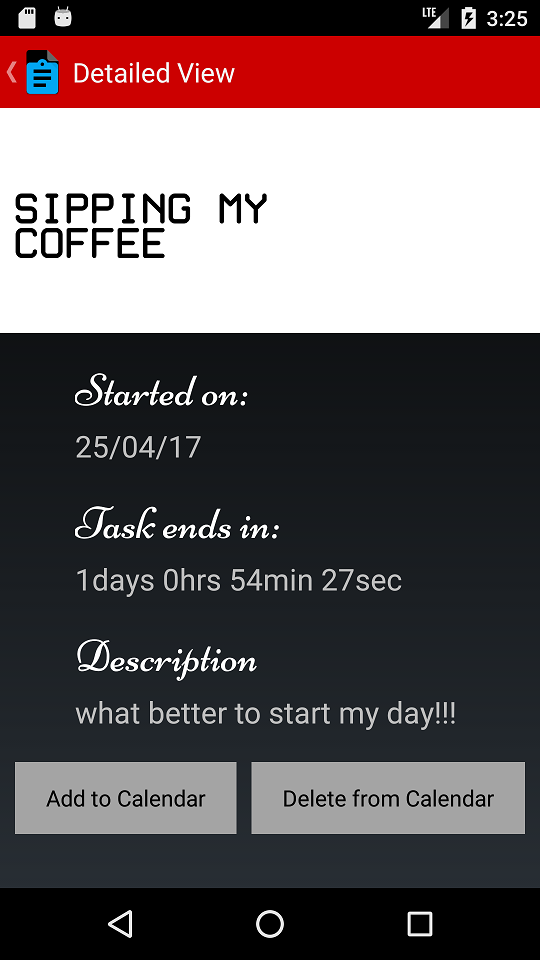 LTE 3:25
Detailed View
SIPPING MY
COFFEE
Started on:
25/04/17
Task ends in:
1days 0hrs 54min 27sec
Description
what better to start my day!!!
Add to Calendar Delete from Calendar